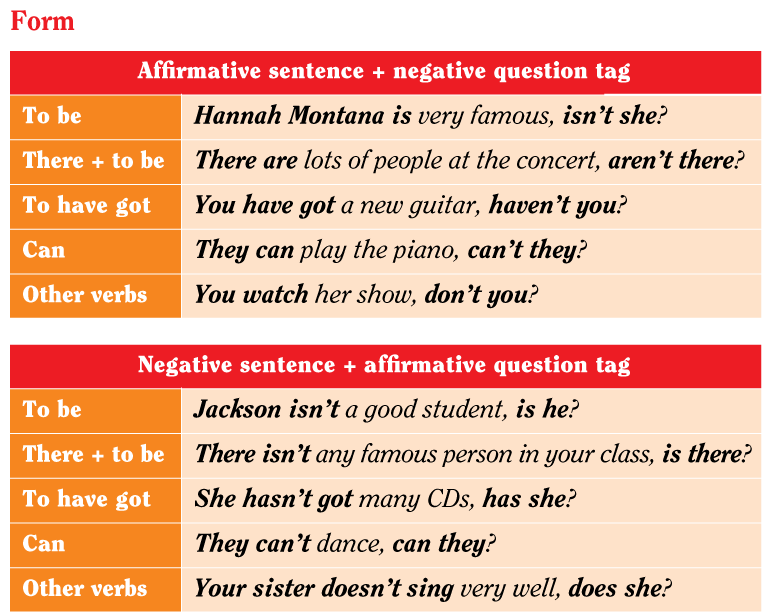 Form
Affirmative sentence + negative question tag
To be Hannah Montana is very famous, isn’t she?
There + to be There are lots of people at the concert, aren’t there?
To have got You have got a new guitar, haven’t you?
Can They can play the piano, can’t they?
Other verbs You watch her show, don’t you?
Negative sentence + affirmative question tag
To be Jackson isn’t a good student, is he?
There + to be There isn’t any famous person in your class, is there?
To have got She hasn’t got many CDs, has she?
Can They can’t dance, can they?
Other verbs Your sister doesn’t sing very well, does she?